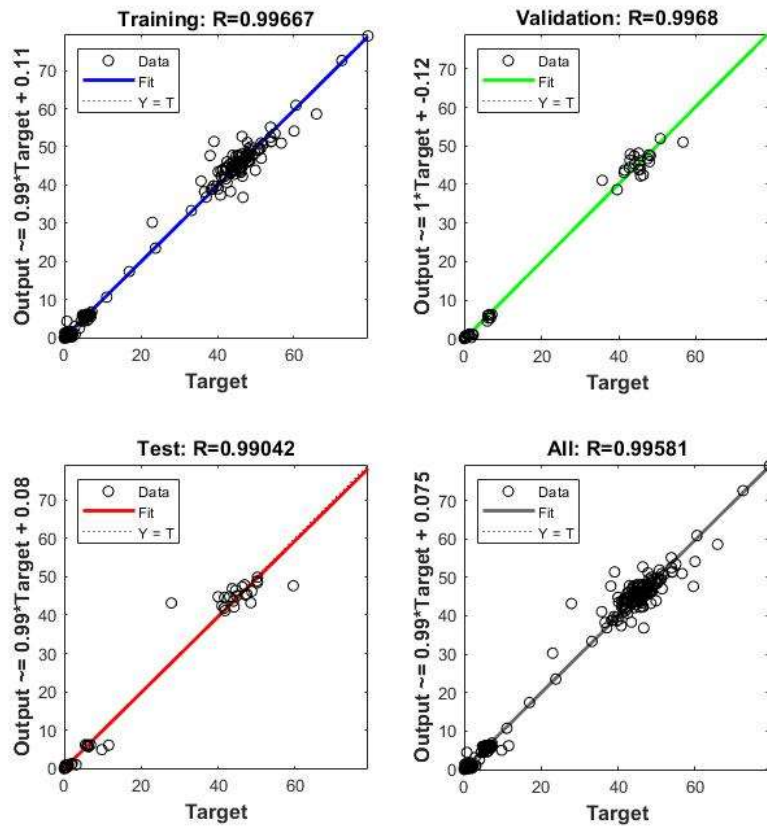 Training: R=0.99667
Output ~= 0.99*Target + 0.11
70
60
50
40
30
20
10
0
Data
Fit
Y = T
0 20 40 60
Target
Validation: R=0.9968
Output ~= 1*Target + -0.12
70
60
50
40
30
20
10
0
Data
Fit
Y = T
0 20 40 60
Target
Test: R=0.99042
Output ~= 0.99*Target + 0.08
70
60
50
40
30
20
10
0
Data
Fit
Y = T
0 20 40 60
Target
All: R=0.99581
Output ~= 0.99*Target + 0.075
70
60
50
40
30
20
10
0
Data
Fit
Y = T
0 20 40 60
Target